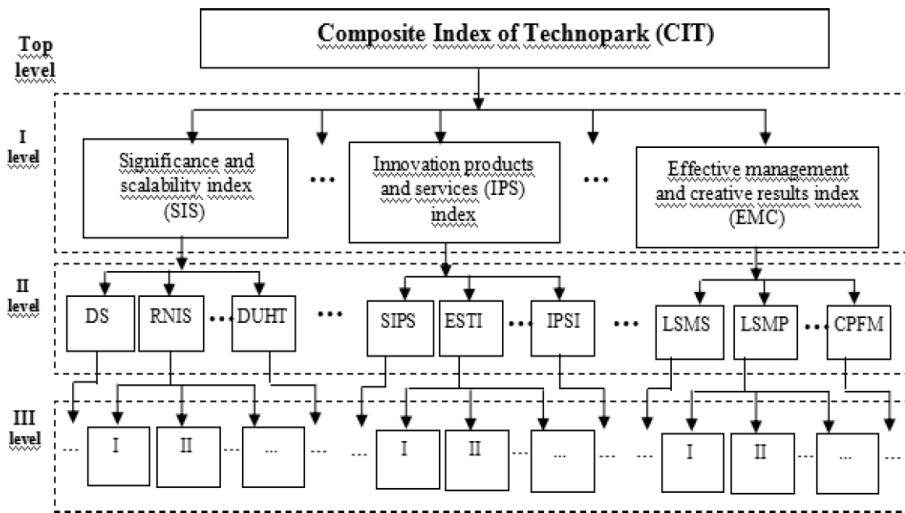 Composite Index of Technopark (CIT)
Top
level
I
level
Significance and
scalability index
(SIS)
...
Innovation products
and services (IPS)
index
...
Effective management
and creative results index
(EMC)
II
level
DS
RNIS
...
DUHT
...
SIPS
ESTI
...
IPSI
...
LSMS
LSMP
...
CPFM
III
level
...
I
II
...
...
...
...
I
II
...
...
...
...
I
II
...
...
...